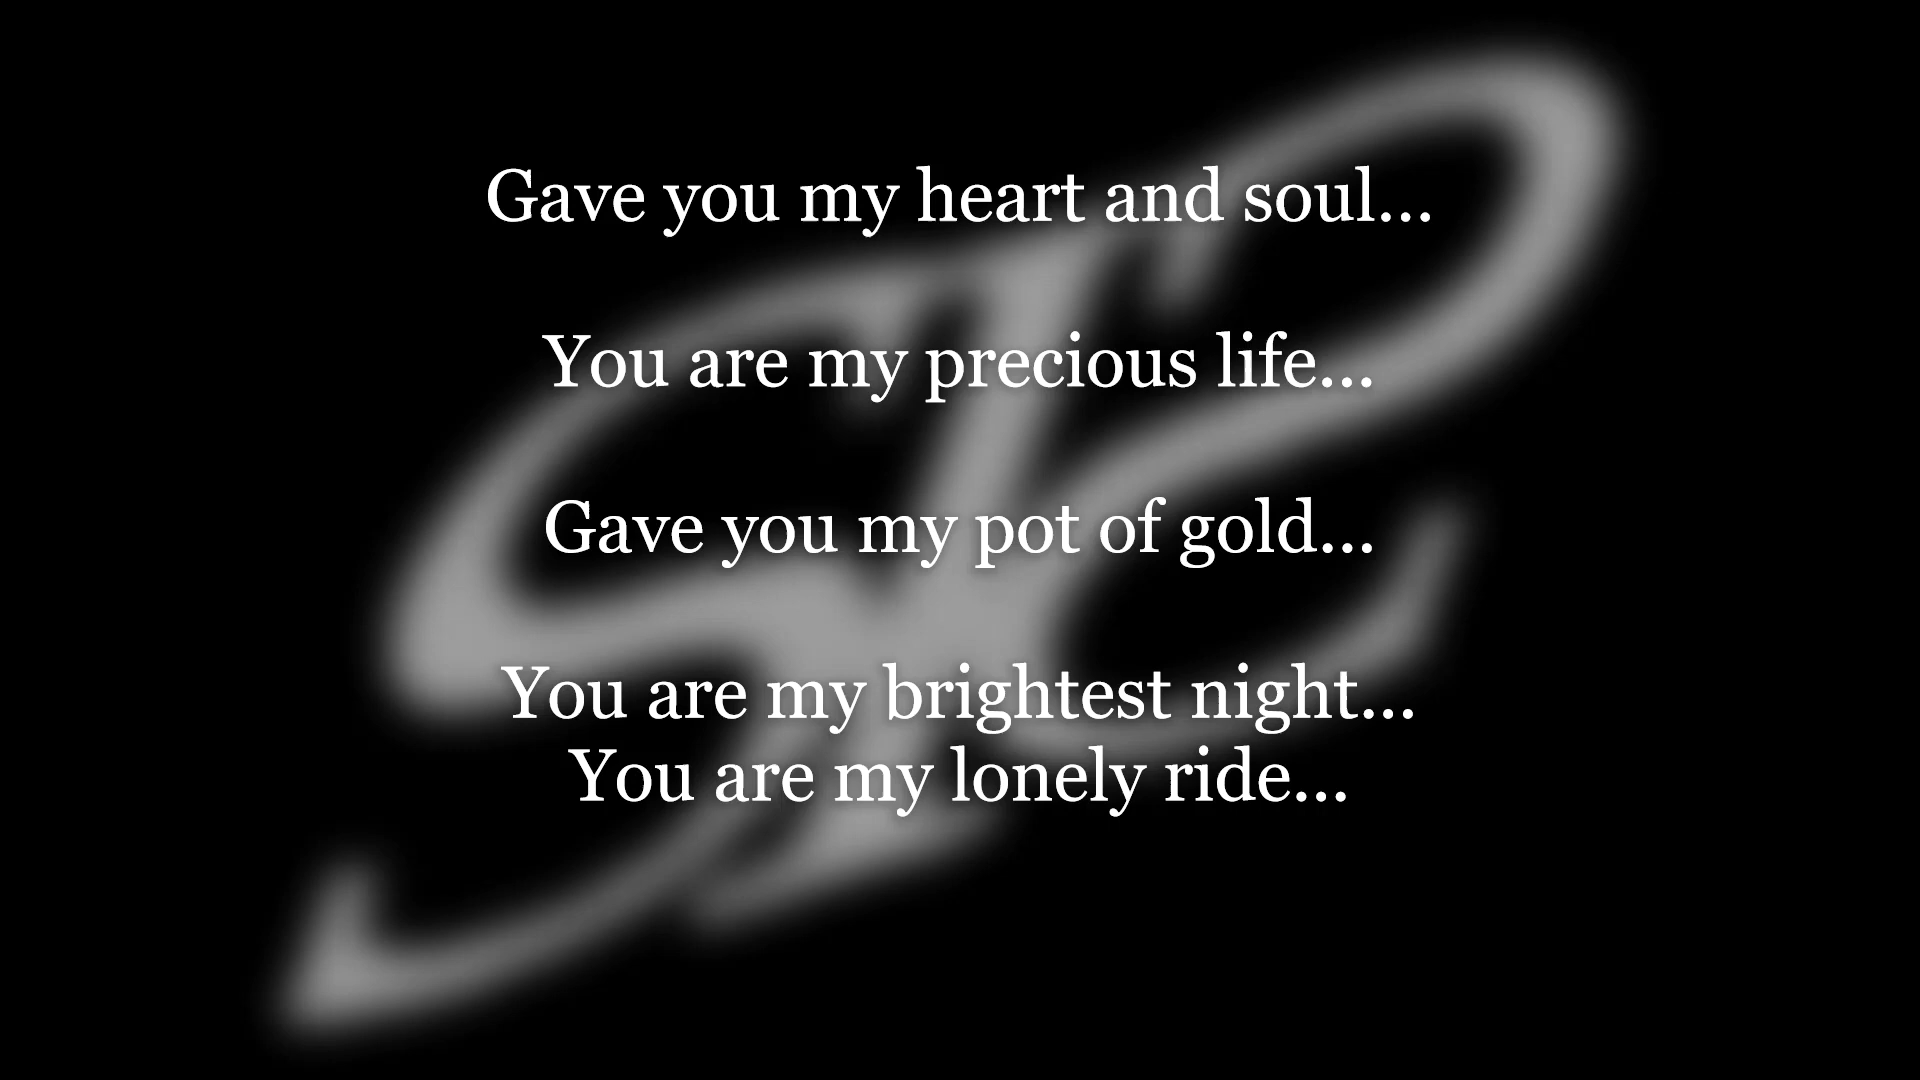 Gave you my heart and soul...
You are my precious life...
Gave you my pot of gold...
You are my brightest night...
You are my lonely ride...